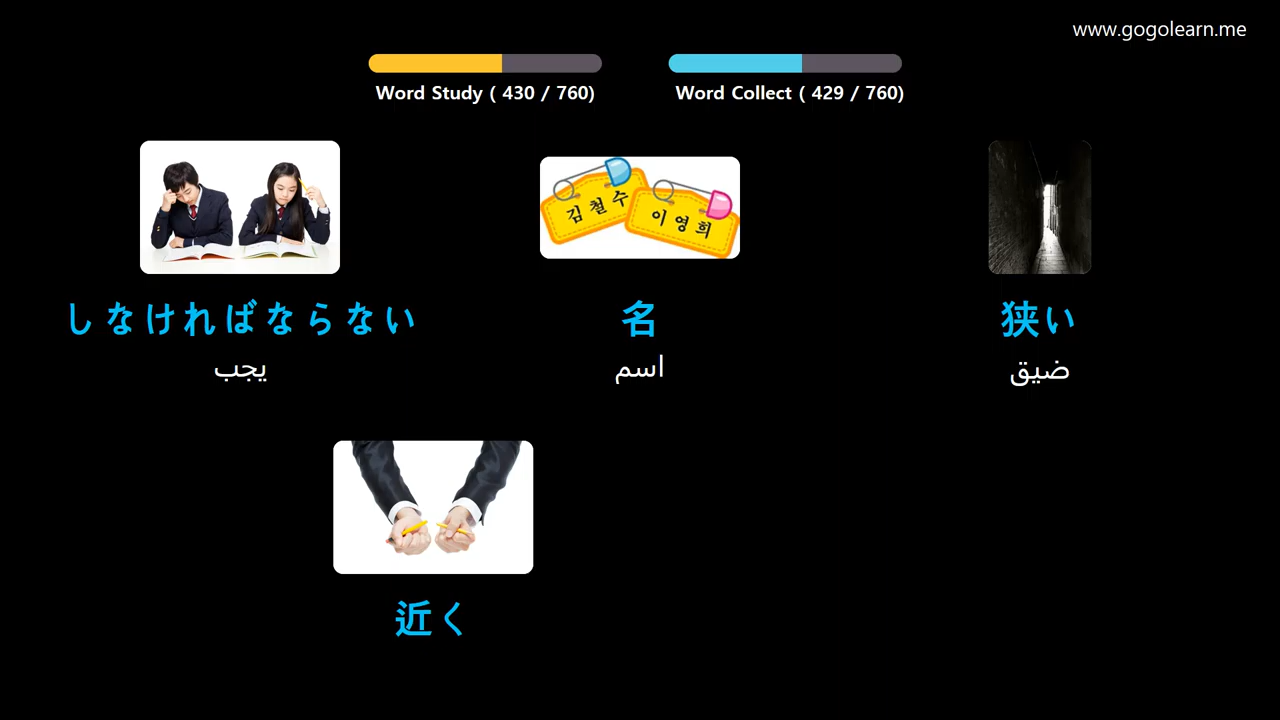 www.gogolearn.me
Word Study ( 430 / 760)
Word Collect ( 429 / 760)
김철수
이영희
しなければならない
名
狭い
يجب
اسم
ضيق
近く